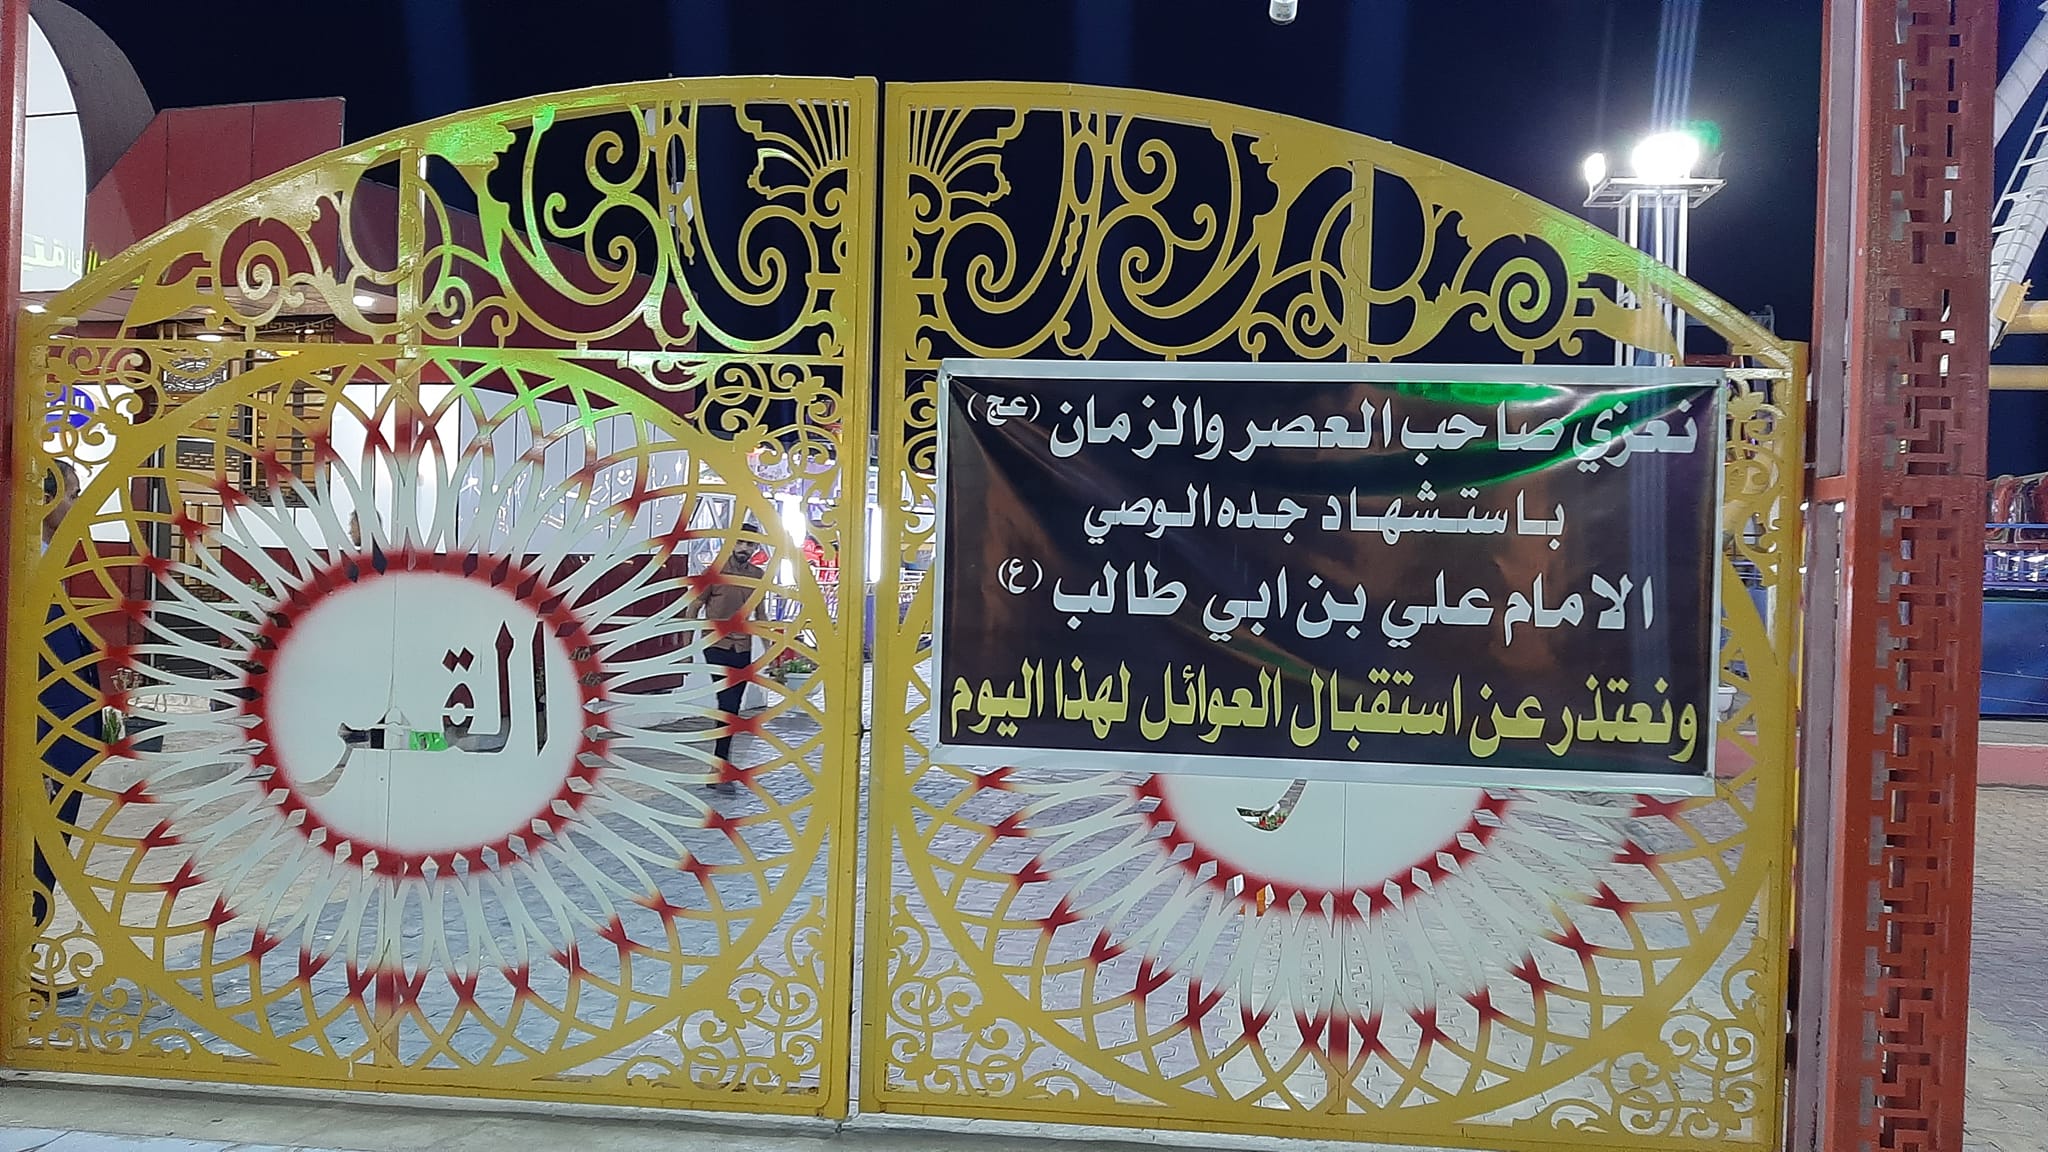 نعزي صاحب العصر والزمان (عج)
باستشهاد جده الوصي
الامام علي بن ابي طالب (ع)
ونعتذر عن استقبال العوائل لهذا اليوم
القمر